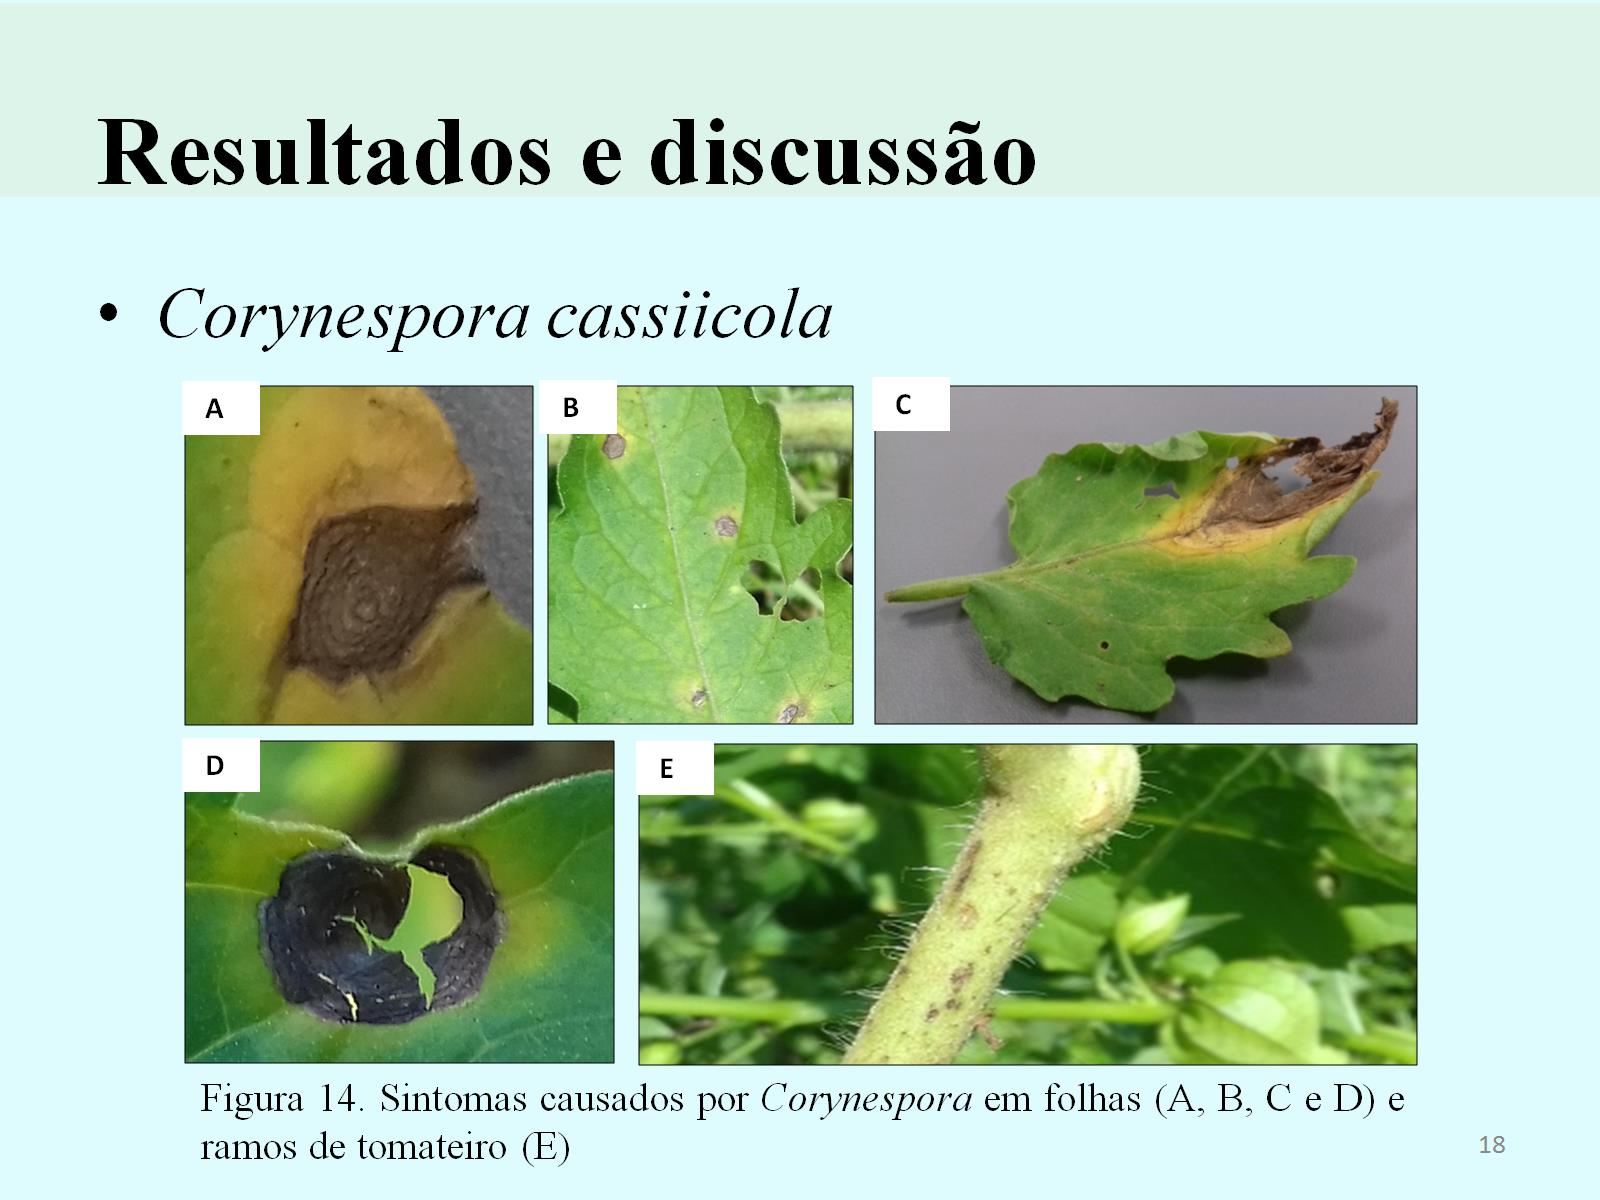 Resultados e discussão
• Corynespora cassiicola
A
B
C
D
E
Figura 14. Sintomas causados por Corynespora em folhas (A, B, C e D) e
ramos de tomateiro (E)
18